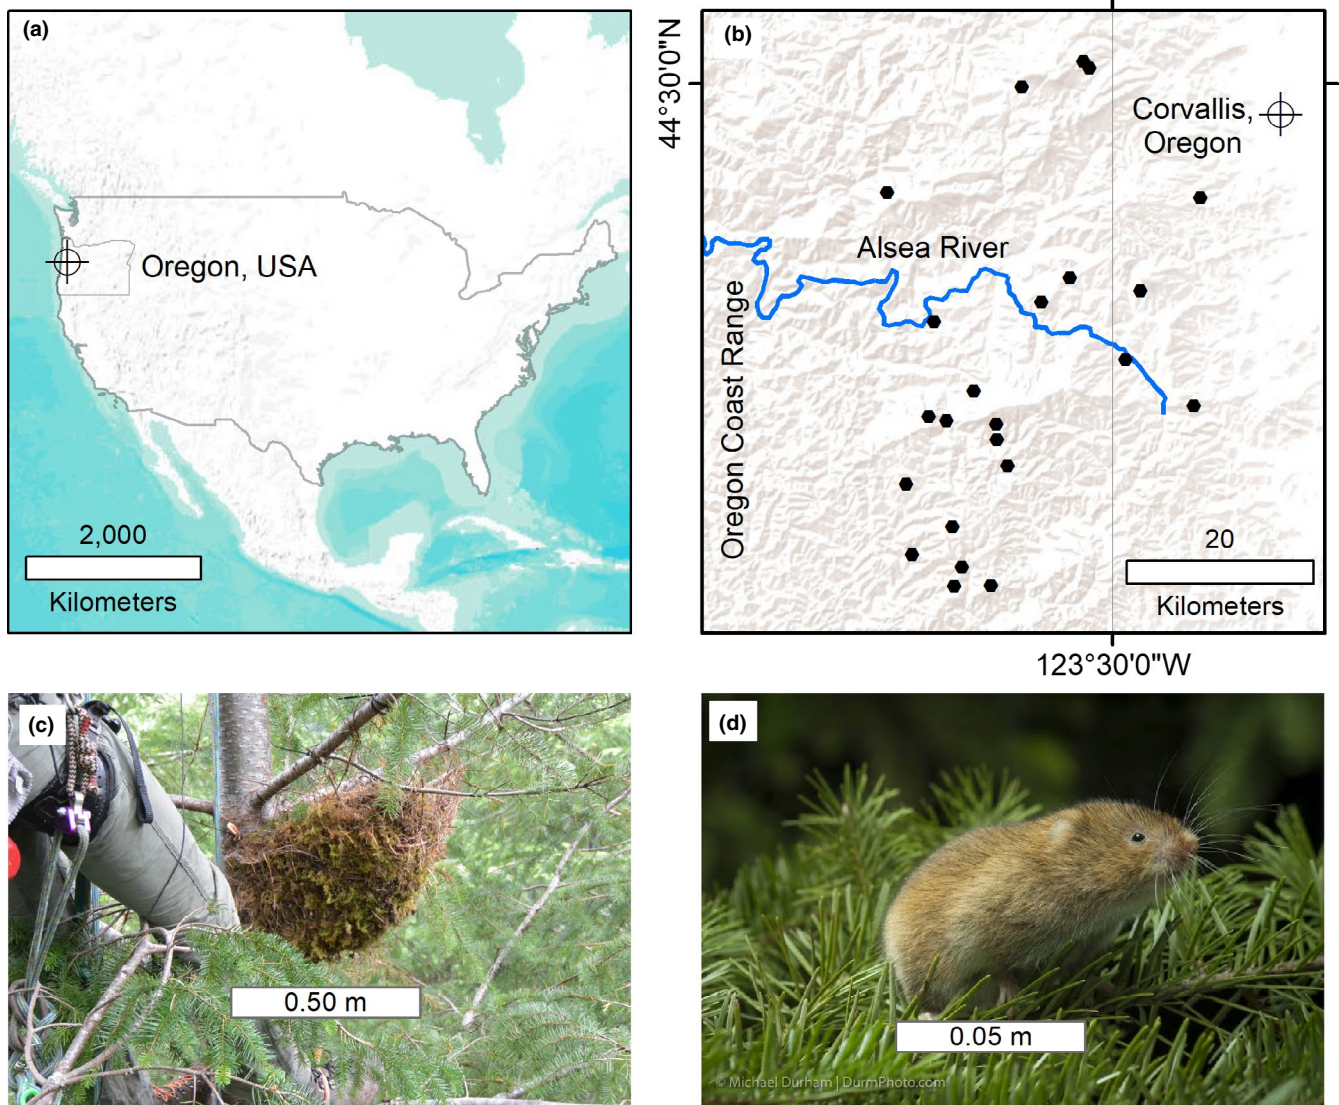 (a)
Oregon, USA
2,000
Kilometers
(b)
44°30'0"N
Corvallis,
Oregon
Alsea River
Oregon Coast Range
20
Kilometers
123°30'0"W
(c)
0.50 m
(d)
0.05 m
© Michael Durham | DurmPhoto.com